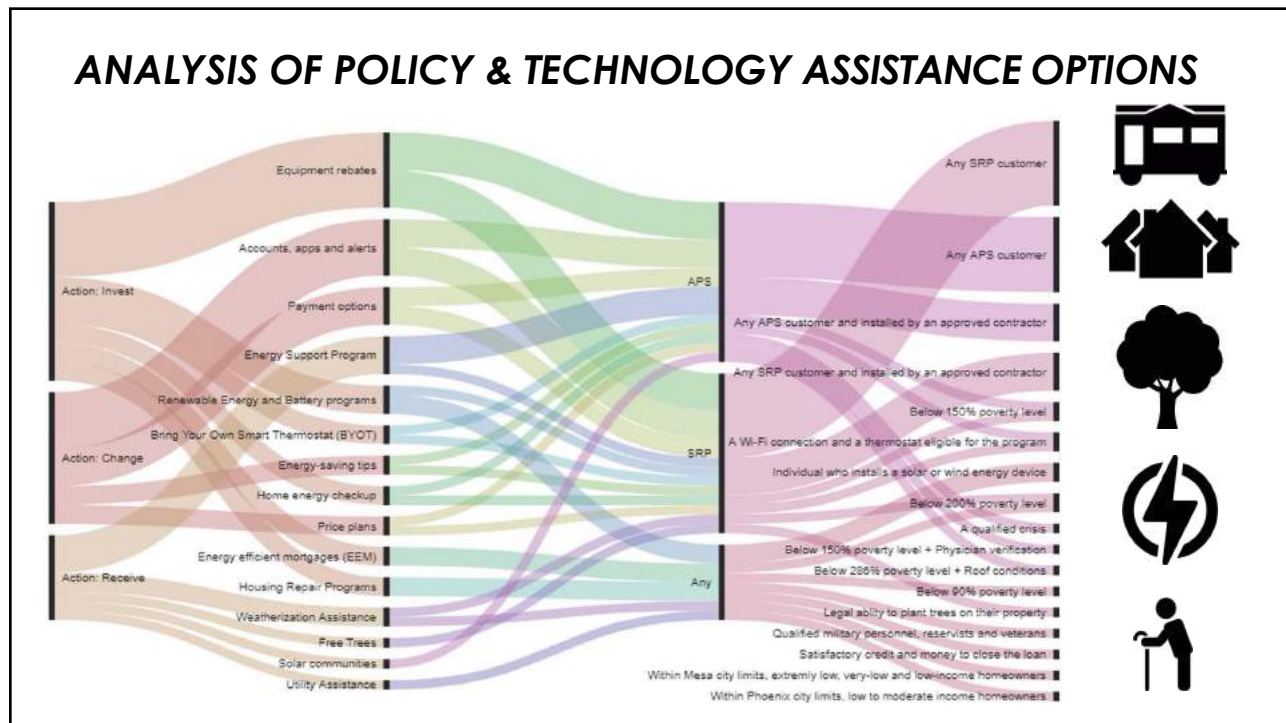 ANALYSIS OF POLICY & TECHNOLOGY ASSISTANCE OPTIONS
Action: Invest
Action: Change
Action: Receive
Equipment rebates
Accounts, apps and alerts
Payment options
Energy Support Program
Renewable Energy and Battery programs
Bring Your Own Smart Thermostat (BYOT)
Energy-saving tips
Home energy checkup
Price plans
Energy efficient mortgages (EEM)
Housing Repair Programs
Weatherization Assistance
Free Trees
Solar communities
Utility Assistance
APS
SRP
Any
Any SRP customer
Any APS customer
Any APS customer and installed by an approved contractor
Any SRP customer and installed by an approved contractor
Below 150% poverty level
A Wi-Fi connection and a thermostat eligible for the program
Individual who installs a solar or wind energy device
Below 200% poverty level
A qualified crisis
Below 150% poverty level + Physician verification
Below 286% poverty level + Roof conditions
Below 90% poverty level
Legal ability to plant trees on their property
Qualified military personnel, reservists and veterans
Satisfactory credit and money to close the loan
Within Mesa city limits, extremly low, very-low and low-income homeowners
Within Phoenix city limits, low to moderate income homeowners